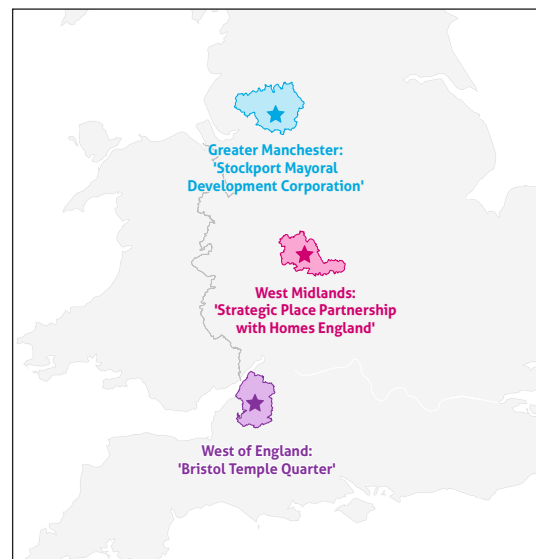 Greater Manchester:
'Stockport Mayoral
Development Corporation'
West Midlands:
'Strategic Place Partnership
with Homes England'
West of England:
'Bristol Temple Quarter'